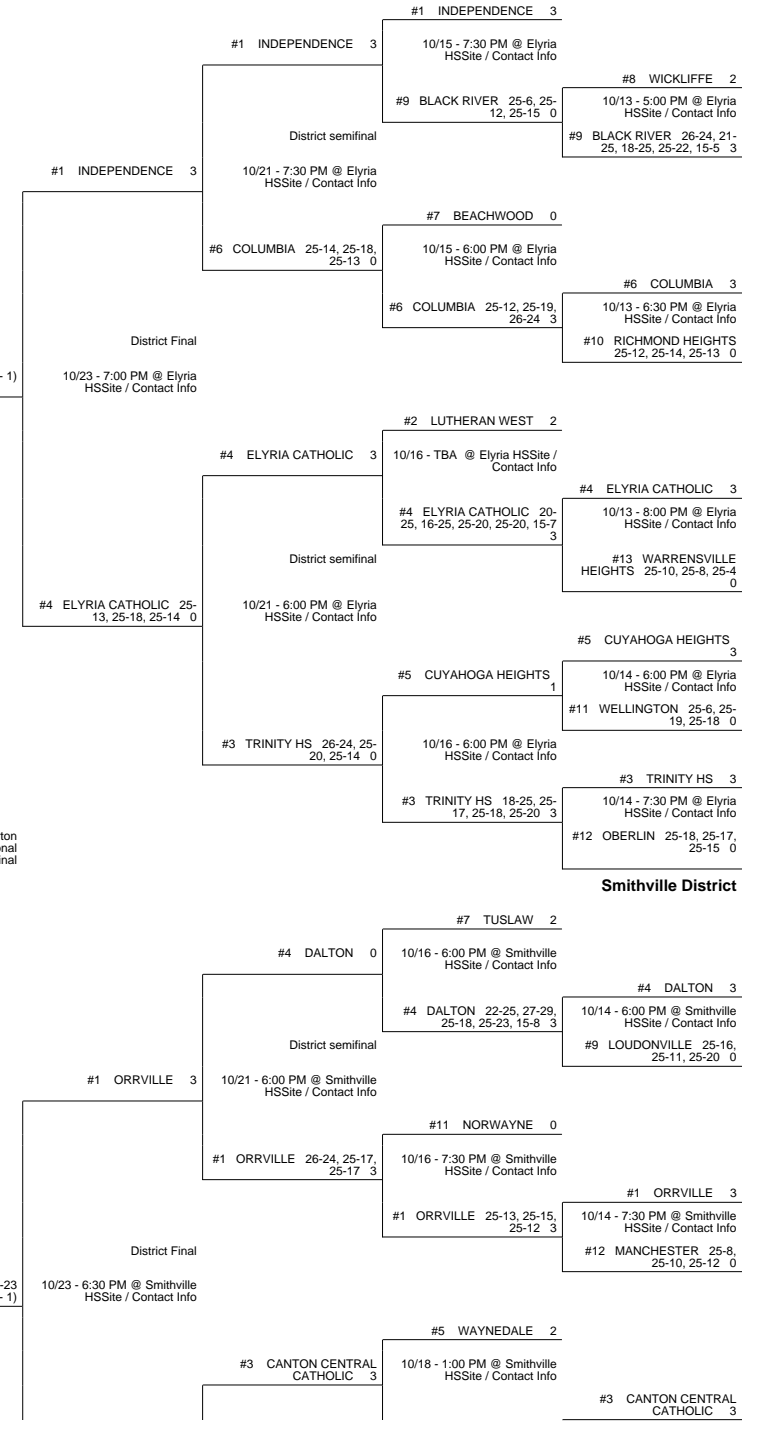 #1 INDEPENDENCE 3
#1 INDEPENDENCE 3
10/15 - 7:30 PM @ Elyria
HSSite / Contact Info
#8 WICKLIFFE 2
#9 BLACK RIVER 25-6, 25-
12, 25-15 0
10/13 - 5:00 PM @ Elyria
HSSite / Contact Info
District semifinal
#9 BLACK RIVER 26-24, 21-
25, 18-25, 25-22, 15-5 3
#1 INDEPENDENCE 3
10/21 - 7:30 PM @ Elyria
HSSite / Contact Info
#7 BEACHWOOD 0
#6 COLUMBIA 25-14, 25-18,
25-13 0
10/15 - 6:00 PM @ Elyria
HSSite / Contact Info
#6 COLUMBIA 3
#6 COLUMBIA 25-12, 25-19,
26-24 3
10/13 - 6:30 PM @ Elyria
HSSite / Contact Info
District Final
#10 RICHMOND HEIGHTS
25-12, 25-14, 25-13 0
- 1)
10/23 - 7:00 PM @ Elyria
HSSite / Contact Info
#2 LUTHERAN WEST 2
#4 ELYRIA CATHOLIC 3
10/16 - TBA @ Elyria HSSite /
Contact Info
#4 ELYRIA CATHOLIC 3
#4 ELYRIA CATHOLIC 20-
25, 16-25, 25-20, 25-20, 15-7
3
10/13 - 8:00 PM @ Elyria
HSSite / Contact Info
District semifinal
#13 WARRENSVILLE
HEIGHTS 25-10, 25-8, 25-4
0
#4 ELYRIA CATHOLIC 25-
13, 25-18, 25-14 0
10/21 - 6:00 PM @ Elyria
HSSite / Contact Info
#5 CUYAHOGA HEIGHTS
3
#5 CUYAHOGA HEIGHTS
1
10/14 - 6:00 PM @ Elyria
HSSite / Contact Info
#11 WELLINGTON 25-6, 25-
19, 25-18 0
#3 TRINITY HS 26-24, 25-
20, 25-14 0
10/16 - 6:00 PM @ Elyria
HSSite / Contact Info
#3 TRINITY HS 3
#3 TRINITY HS 18-25, 25-
17, 25-18, 25-20 3
10/14 - 7:30 PM @ Elyria
HSSite / Contact Info
#12 OBERLIN 25-18, 25-17,
25-15 0
ton
onal
inal
Smithville District
#7 TUSLAW 2
#4 DALTON 0
10/16 - 6:00 PM @ Smithville
HSSite / Contact Info
#4 DALTON 3
#4 DALTON 22-25, 27-29,
25-18, 25-23, 15-8 3
10/14 - 6:00 PM @ Smithville
HSSite / Contact Info
District semifinal
#9 LOUDONVILLE 25-16,
25-11, 25-20 0
#1 ORRVILLE 3
10/21 - 6:00 PM @ Smithville
HSSite / Contact Info
#11 NORWAYNE 0
#1 ORRVILLE 26-24, 25-17,
25-17 3
10/16 - 7:30 PM @ Smithville
HSSite / Contact Info
#1 ORRVILLE 3
#1 ORRVILLE 25-13, 25-15,
25-12 3
10/14 - 7:30 PM @ Smithville
HSSite / Contact Info
District Final
#12 MANCHESTER 25-8,
25-10, 25-12 0
-23
- 1)
10/23 - 6:30 PM @ Smithville
HSSite / Contact Info
#5 WAYNEDALE 2
#3 CANTON CENTRAL
CATHOLIC 3
10/18 - 1:00 PM @ Smithville
HSSite / Contact Info
#3 CANTON CENTRAL
CATHOLIC 3